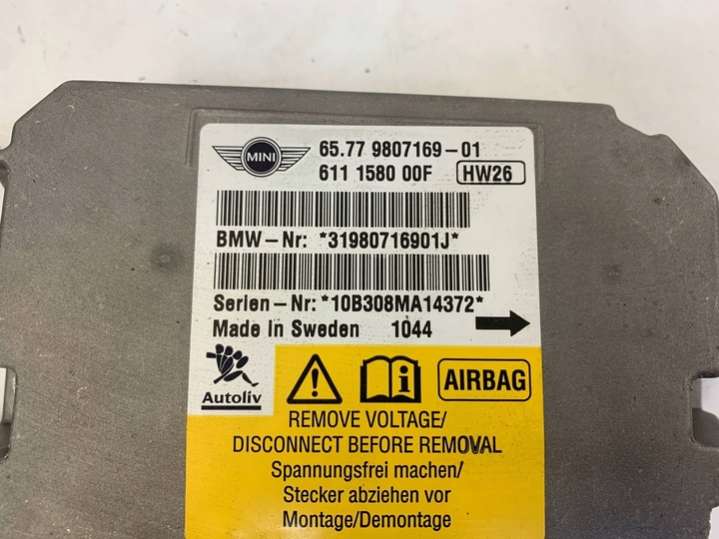 MINI
65.77 9807169-01
611 1580 00F HW26
BMW-Nr: *31980716901J*
Serien-Nr: *10B308MA14372*
Made In Sweden 1044
Autoliv
AIRBAG
REMOVE VOLTAGE/
DISCONNECT BEFORE REMOVAL
Spannungsfrei machen/
Stecker abziehen vor
Montage/Demontage